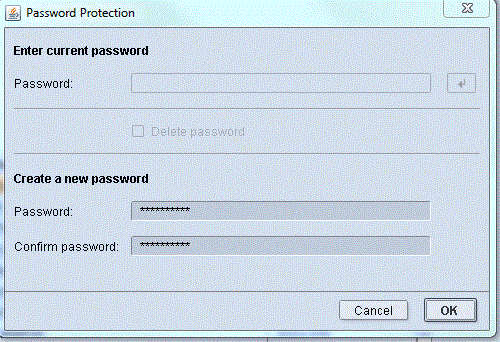 Password Protection
Enter current password
Password:
Delete password
Create a new password
Password: **********
Confirm password: **********
Cancel OK